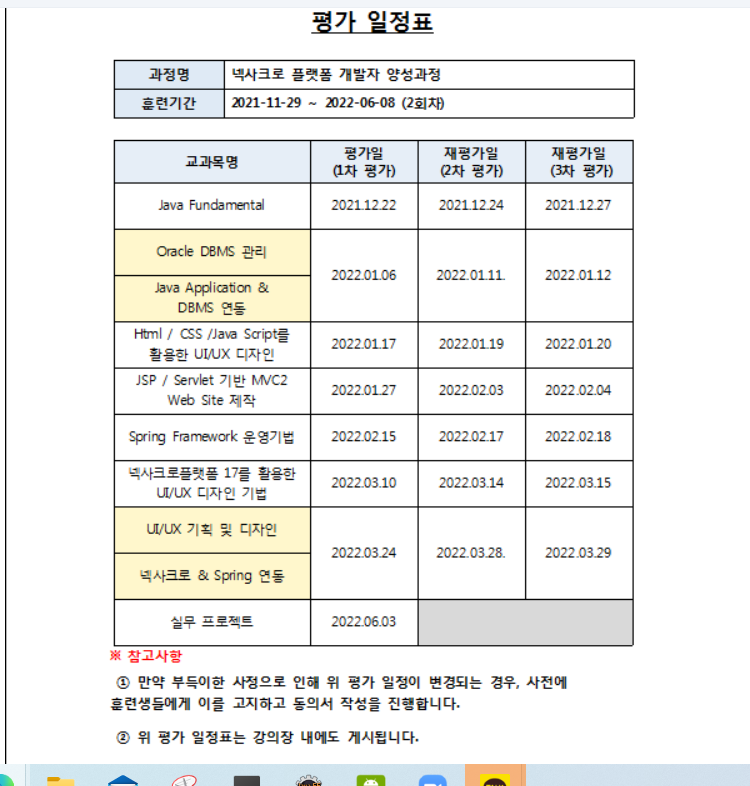 평가 일정표
과정명 넥사크로 플랫폼 개발자 양성과정
훈련기간 2021-11-29 ~ 2022-06-08 (2회차)
교과목명 평가일 재평가일 재평가일
(1차 평가) (2차 평가) (3차 평가)
Java Fundamental 2021.12.22 2021.12.24 2021.12.27
Oracle DBMS 관리
2022.01.06 2022.01.11. 2022.01.12
Java Application &
DBMS 연동
Html / CSS /Java Script를
활용한 UI/UX 디자인 2022.01.17 2022.01.19 2022.01.20
JSP / Servlet 기반 MVC2
Web Site 제작 2022.01.27 2022.02.03 2022.02.04
Spring Framework 운영기법 2022.02.15 2022.02.17 2022.02.18
넥사크로플랫폼 17를 활용한
UI/UX 디자인 기법 2022.03.10 2022.03.14 2022.03.15
UI/UX 기획 및 디자인
2022.03.24 2022.03.28. 2022.03.29
넥사크로 & Spring 연동
실무 프로젝트 2022.06.03
※ 참고사항
① 만약 부득이한 사정으로 인해 위 평가 일정이 변경되는 경우, 사전에
훈련생들에게 이를 고지하고 동의서 작성을 진행합니다.
② 위 평가 일정표는 강의장 내에도 게시됩니다.